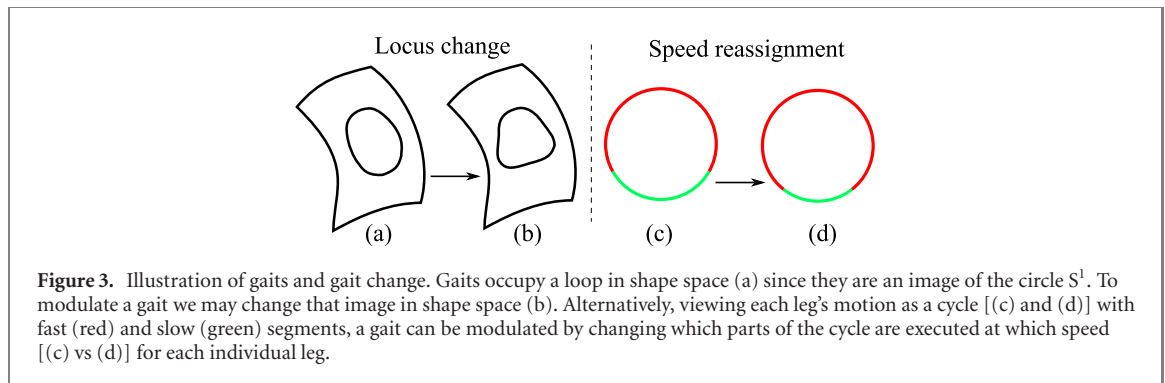 Locus change
Speed reassignment
(a)
(b)
(c)
(d)
Figure 3. Illustration of gaits and gait change. Gaits occupy a loop in shape space (a) since they are an image of the circle S¹. To
modulate a gait we may change that image in shape space (b). Alternatively, viewing each leg's motion as a cycle [(c) and (d)] with
fast (red) and slow (green) segments, a gait can be modulated by changing which parts of the cycle are executed at which speed
[(c) vs (d)] for each individual leg.